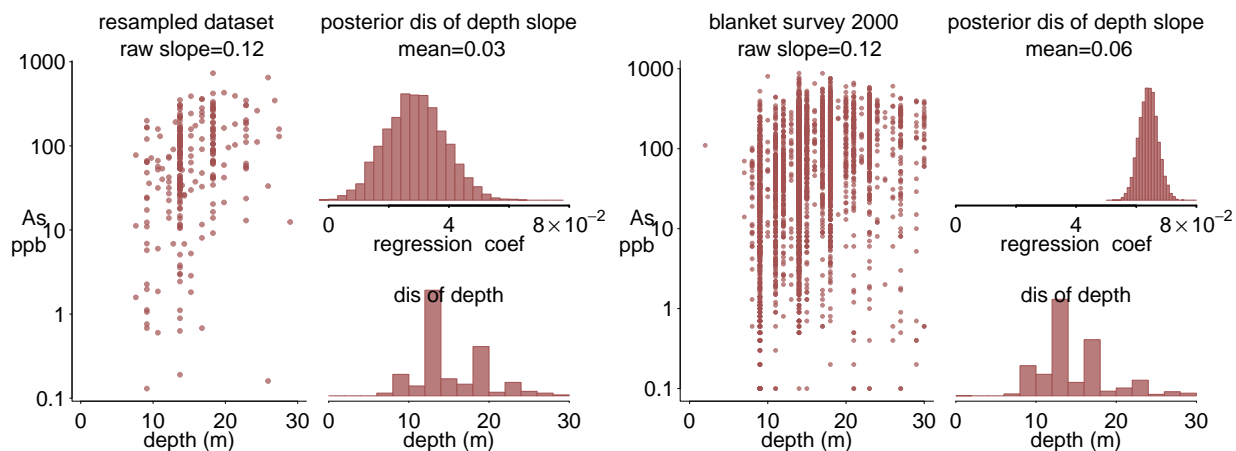 resampled dataset
raw slope=0.12
1000
100
As
ppb
10
1
0.1
0
10
20
30
depth (m)
posterior dis of depth slope
mean=0.03
0
4
8×10−2
regression coef
dis of depth
0
10
20
30
depth (m)
blanket survey 2000
raw slope=0.12
1000
100
As
ppb
10
1
0.1
0
10
20
30
depth (m)
posterior dis of depth slope
mean=0.06
0
4
8×10−2
regression coef
dis of depth
0
10
20
30
depth (m)